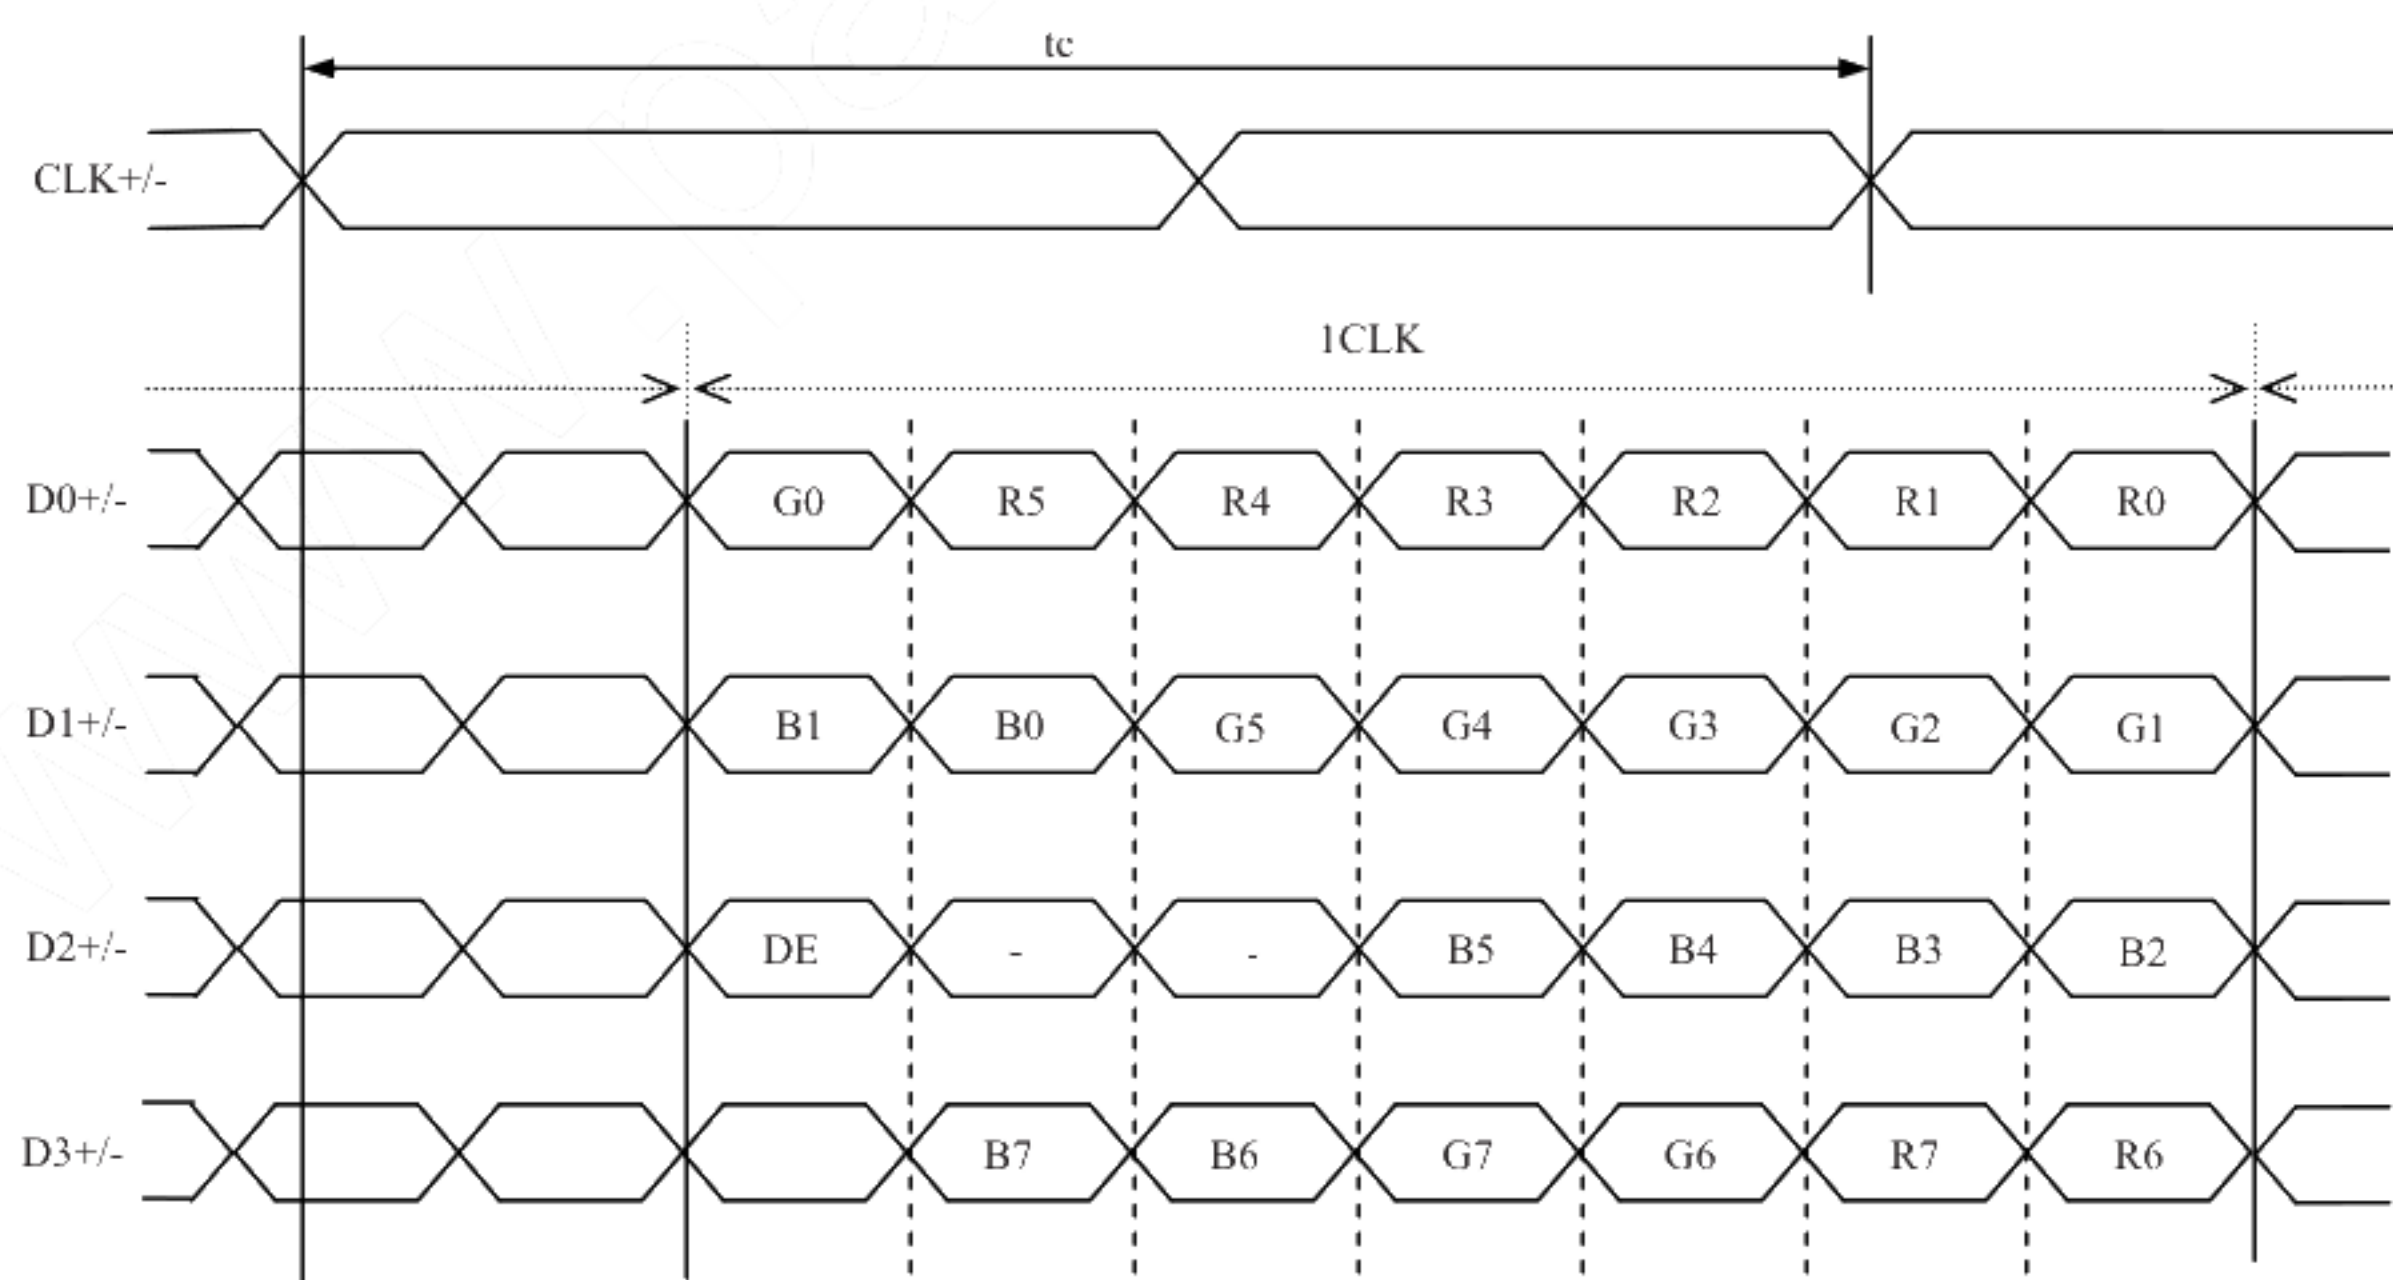 tc
CLK+/-
1CLK
D0+/- G0 R5 R4 R3 R2 R1 R0
D1+/- B1 B0 G5 G4 G3 G2 G1
D2+/- DE - - B5 B4 B3 B2
D3+/- B7 B6 G7 G6 R7 R6